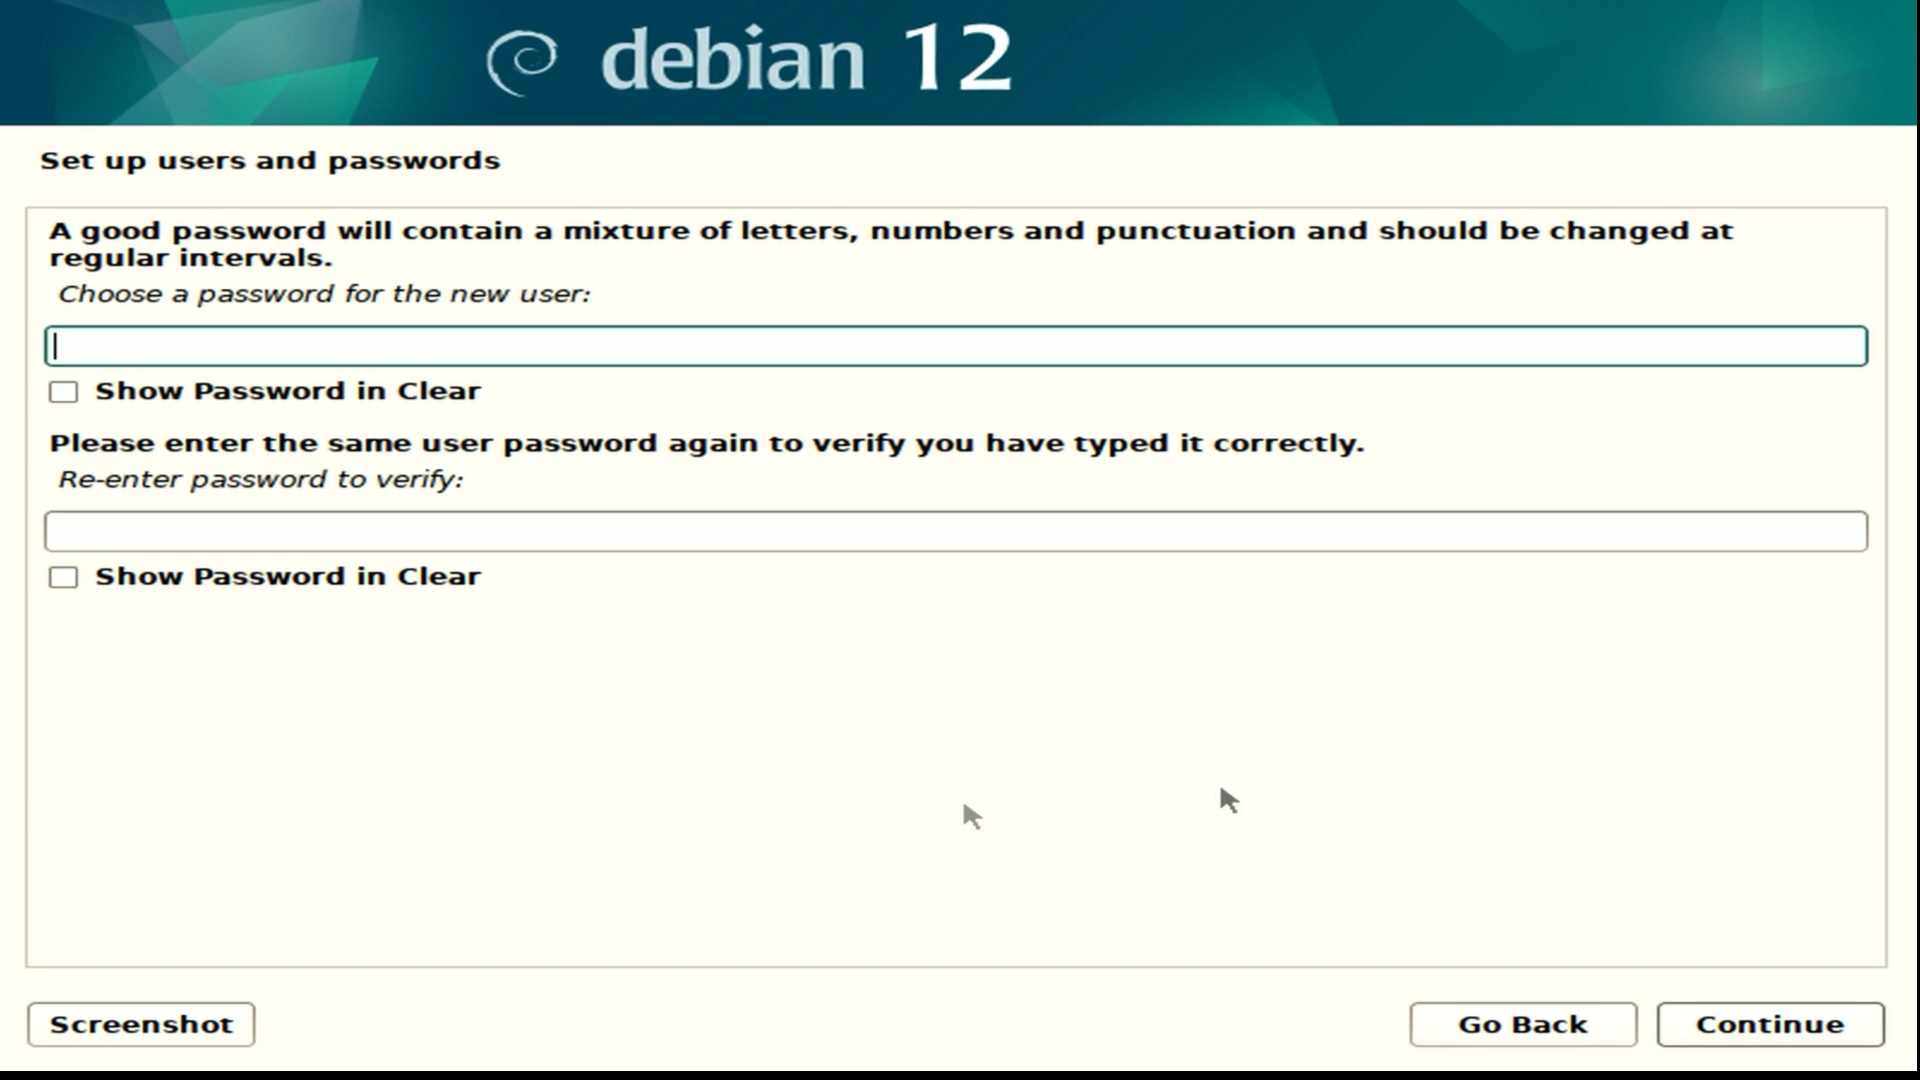 debian 12
Set up users and passwords
A good password will contain a mixture of letters, numbers and punctuation and should be changed at
regular intervals.
Choose a password for the new user:
Show Password in Clear
Please enter the same user password again to verify you have typed it correctly.
Re-enter password to verify:
Show Password in Clear
Screenshot
Go Back
Continue